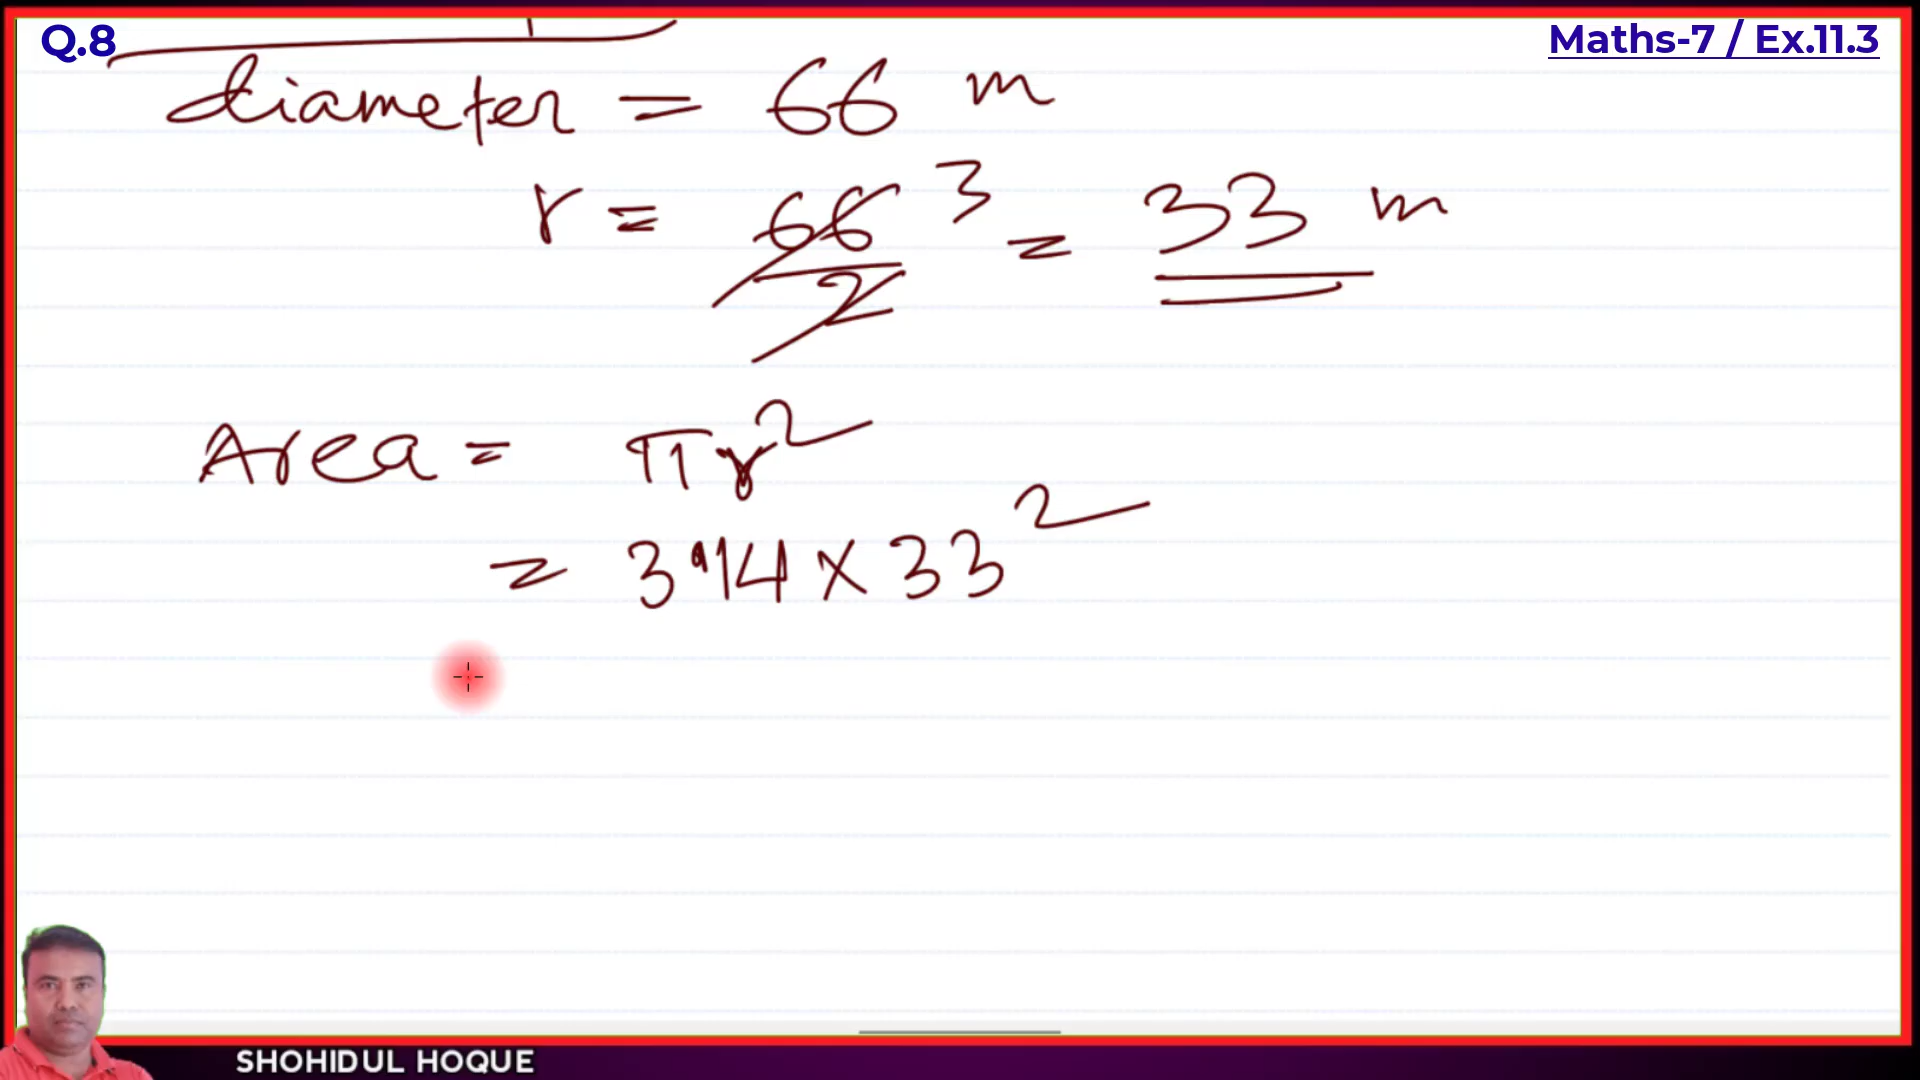 Q.8
Maths-7 / Ex.11.3
diameter = 66 m
r = 66/2 3 = 33 m
Area = πr²
= 3.14 × 33²
SHOHIDUL HOQUE